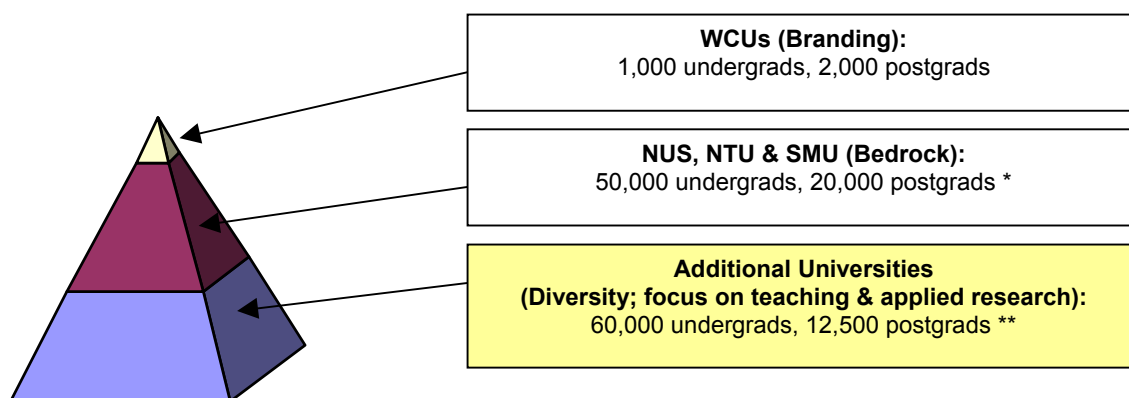 WCUs (Branding):
1,000 undergrads, 2,000 postgrads
NUS, NTU & SMU (Bedrock):
50,000 undergrads, 20,000 postgrads *
Additional Universities
(Diversity; focus on teaching & applied research):
60,000 undergrads, 12,500 postgrads **